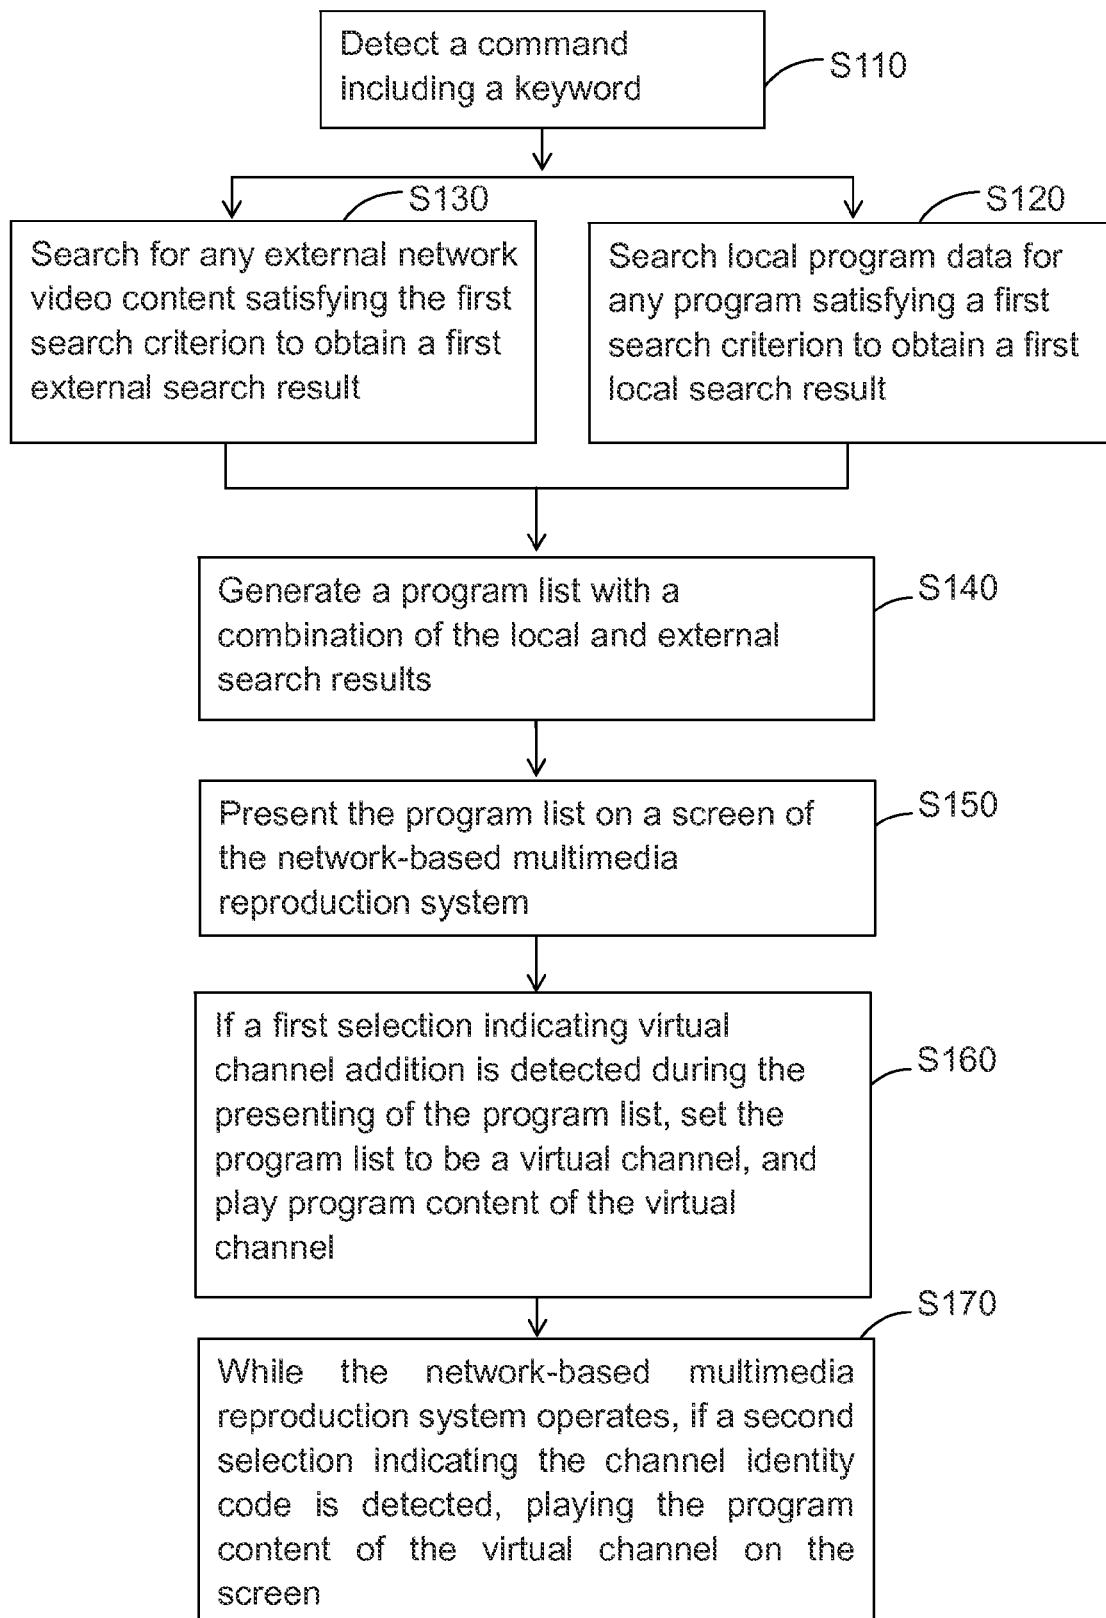 Detect a command
including a keyword
S110
S130
Search for any external network
video content satisfying the first
search criterion to obtain a first
external search result
S120
Search local program data for
any program satisfying a first
search criterion to obtain a first
local search result
Generate a program list with a
combination of the local and external
search results
S140
Present the program list on a screen of
the network-based multimedia
reproduction system
S150
If a first selection indicating virtual
channel addition is detected during the
presenting of the program list, set the
program list to be a virtual channel, and
play program content of the virtual
channel
S160
S170
While the network-based multimedia
reproduction system operates, if a second
selection indicating the channel identity
code is detected, playing the program
content of the virtual channel on the
screen